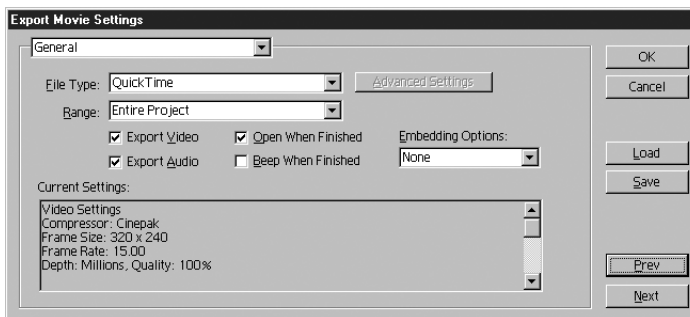 Export Movie Settings
General
OK
File Type: QuickTime
Advanced Settings
Cancel
Range: Entire Project
Export Video
Open When Finished
Embedding Options:
Export Audio
Beep When Finished
None
Load
Save
Current Settings:
Video Settings
Compressor: Cinepak
Frame Size: 320 x 240
Frame Rate: 15.00
Depth: Millions, Quality: 100%
Prev
Next